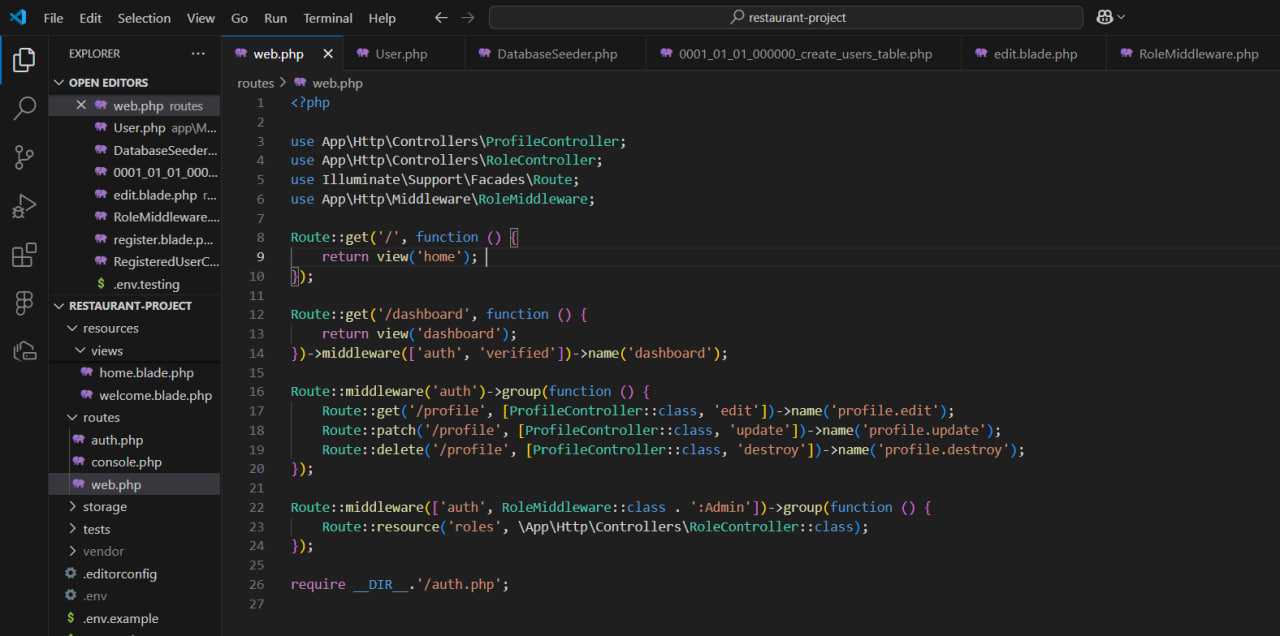 File Edit Selection View Go Run Terminal Help
restaurant-project
EXPLORER
OPEN EDITORS
web.php routes
User.php app\M...
DatabaseSeeder...
0001_01_01_000...
edit.blade.php r...
RoleMiddleware....
register.blade.p...
RegisteredUserC...
$ .env.testing
RESTAURANT-PROJECT
resources
views
home.blade.php
welcome.blade.php
routes
auth.php
console.php
web.php
storage
tests
vendor
.editorconfig
.env
$ .env.example
web.php User.php DatabaseSeeder.php 0001_01_01_000000_create_users_table.php edit.blade.php RoleMiddleware.php
routes > web.php
1 <?php
2
3 use App\Http\Controllers\ProfileController;
4 use App\Http\Controllers\RoleController;
5 use Illuminate\Support\Facades\Route;
6 use App\Http\Middleware\RoleMiddleware;
7
8 Route::get('/', function () {
9 return view('home');
10 });
11
12 Route::get('/dashboard', function () {
13 return view('dashboard');
14 })->middleware(['auth', 'verified'])->name('dashboard');
15
16 Route::middleware('auth')->group(function () {
17 Route::get('/profile', [ProfileController::class, 'edit'])->name('profile.edit');
18 Route::patch('/profile', [ProfileController::class, 'update'])->name('profile.update');
19 Route::delete('/profile', [ProfileController::class, 'destroy'])->name('profile.destroy');
20 });
21
22 Route::middleware(['auth', RoleMiddleware::class . ':Admin'])->group(function () {
23 Route::resource('roles', \App\Http\Controllers\RoleController::class);
24 });
25
26 require __DIR__.'/auth.php';
27